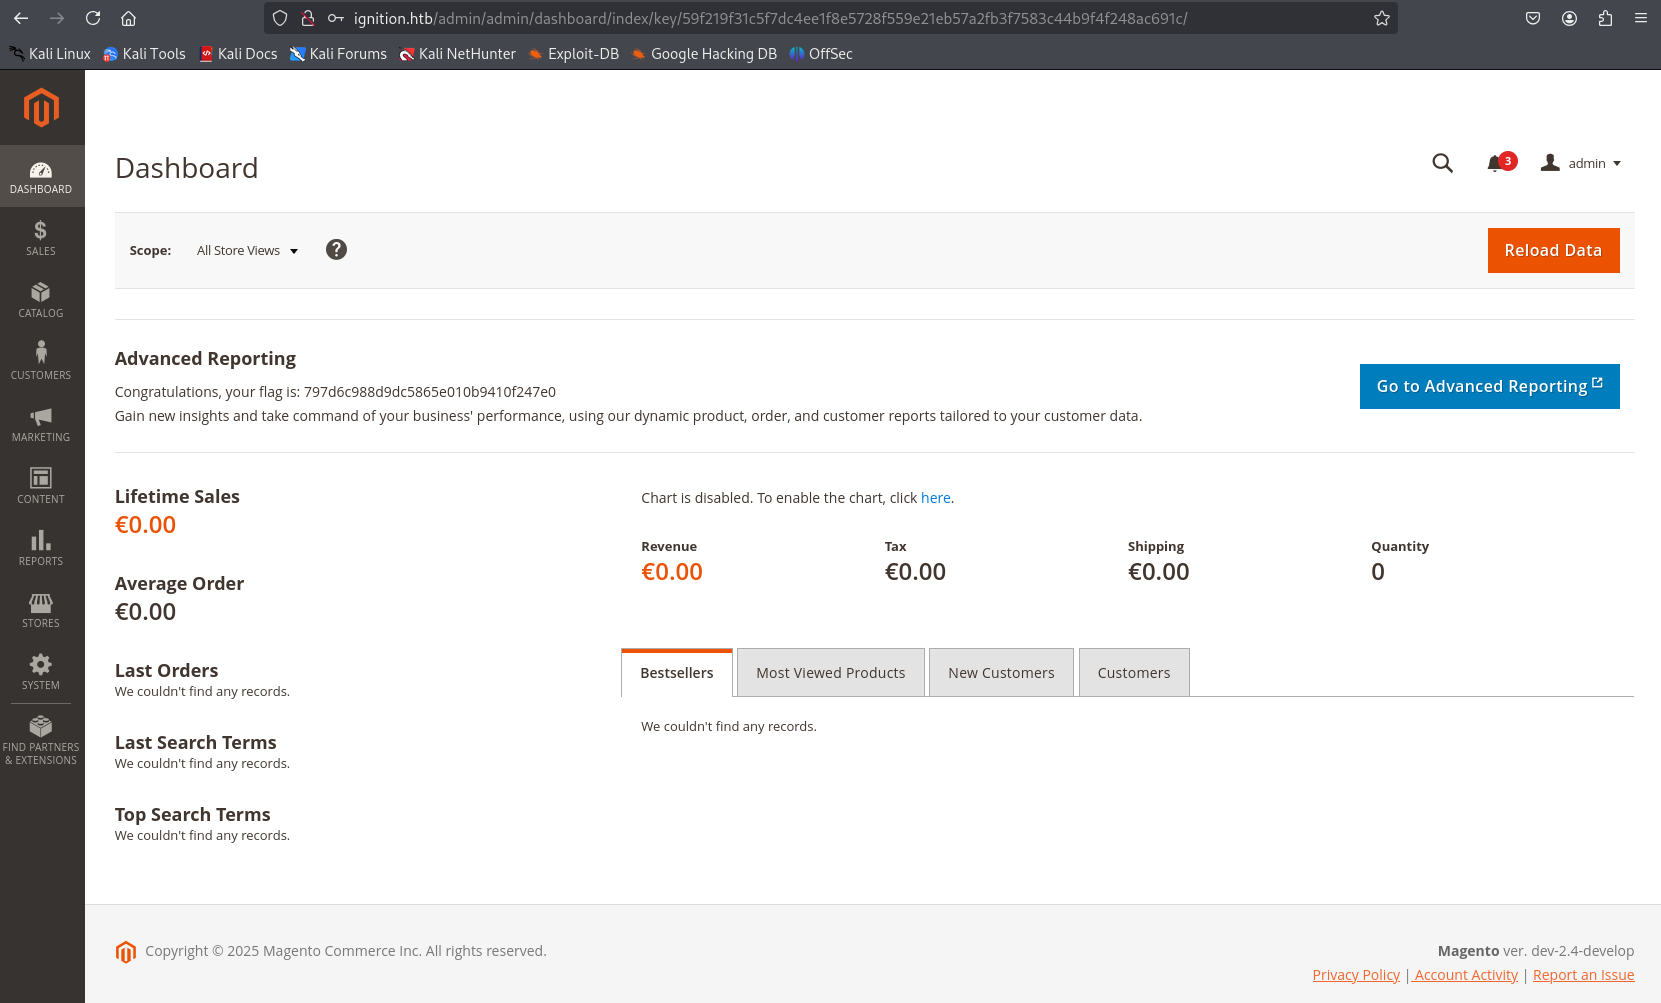 ignition.htb/admin/admin/dashboard/index/key/59f219f31c5f7dc4ee1f8e5728f559e21eb57a2fb3f7583c44b9f4f248ac691c/
Kali Linux Kali Tools Kali Docs Kali Forums Kali NetHunter Exploit-DB Google Hacking DB OffSec
DASHBOARD
SALES
CATALOG
CUSTOMERS
MARKETING
CONTENT
REPORTS
STORES
SYSTEM
FIND PARTNERS
& EXTENSIONS
Dashboard
3
admin
Scope: All Store Views ?
Reload Data
Advanced Reporting
Congratulations, your flag is: 797d6c988d9dc5865e010b9410f247e0
Gain new insights and take command of your business' performance, using our dynamic product, order, and customer reports tailored to your customer data.
Go to Advanced Reporting
Lifetime Sales
€0.00
Average Order
€0.00
Last Orders
We couldn't find any records.
Last Search Terms
We couldn't find any records.
Top Search Terms
We couldn't find any records.
Chart is disabled. To enable the chart, click here.
Revenue Tax Shipping Quantity
€0.00 €0.00 €0.00 0
Bestsellers Most Viewed Products New Customers Customers
We couldn't find any records.
Copyright © 2025 Magento Commerce Inc. All rights reserved.
Magento ver. dev-2.4-develop
Privacy Policy | Account Activity | Report an Issue